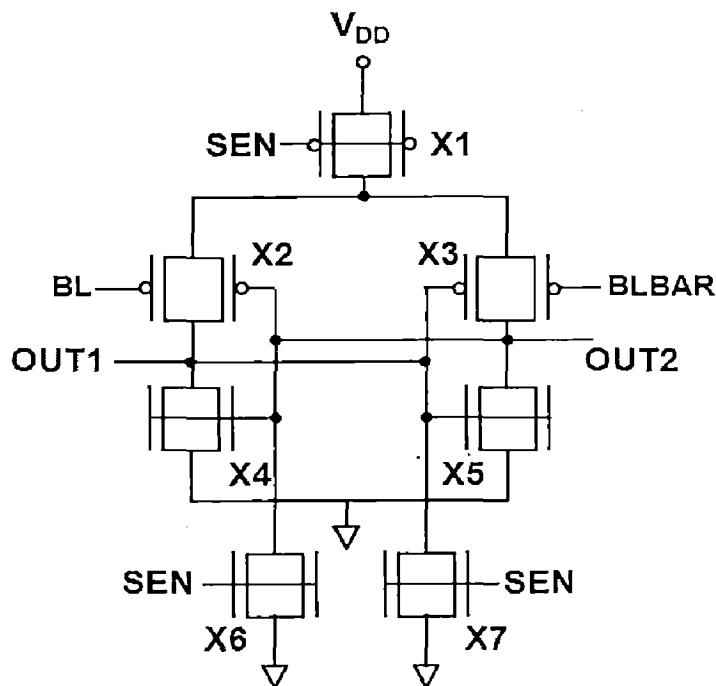 VDD
SEN
X1
X2
X3
BL
BLBAR
OUT1
OUT2
X4
X5
SEN
SEN
X6
X7